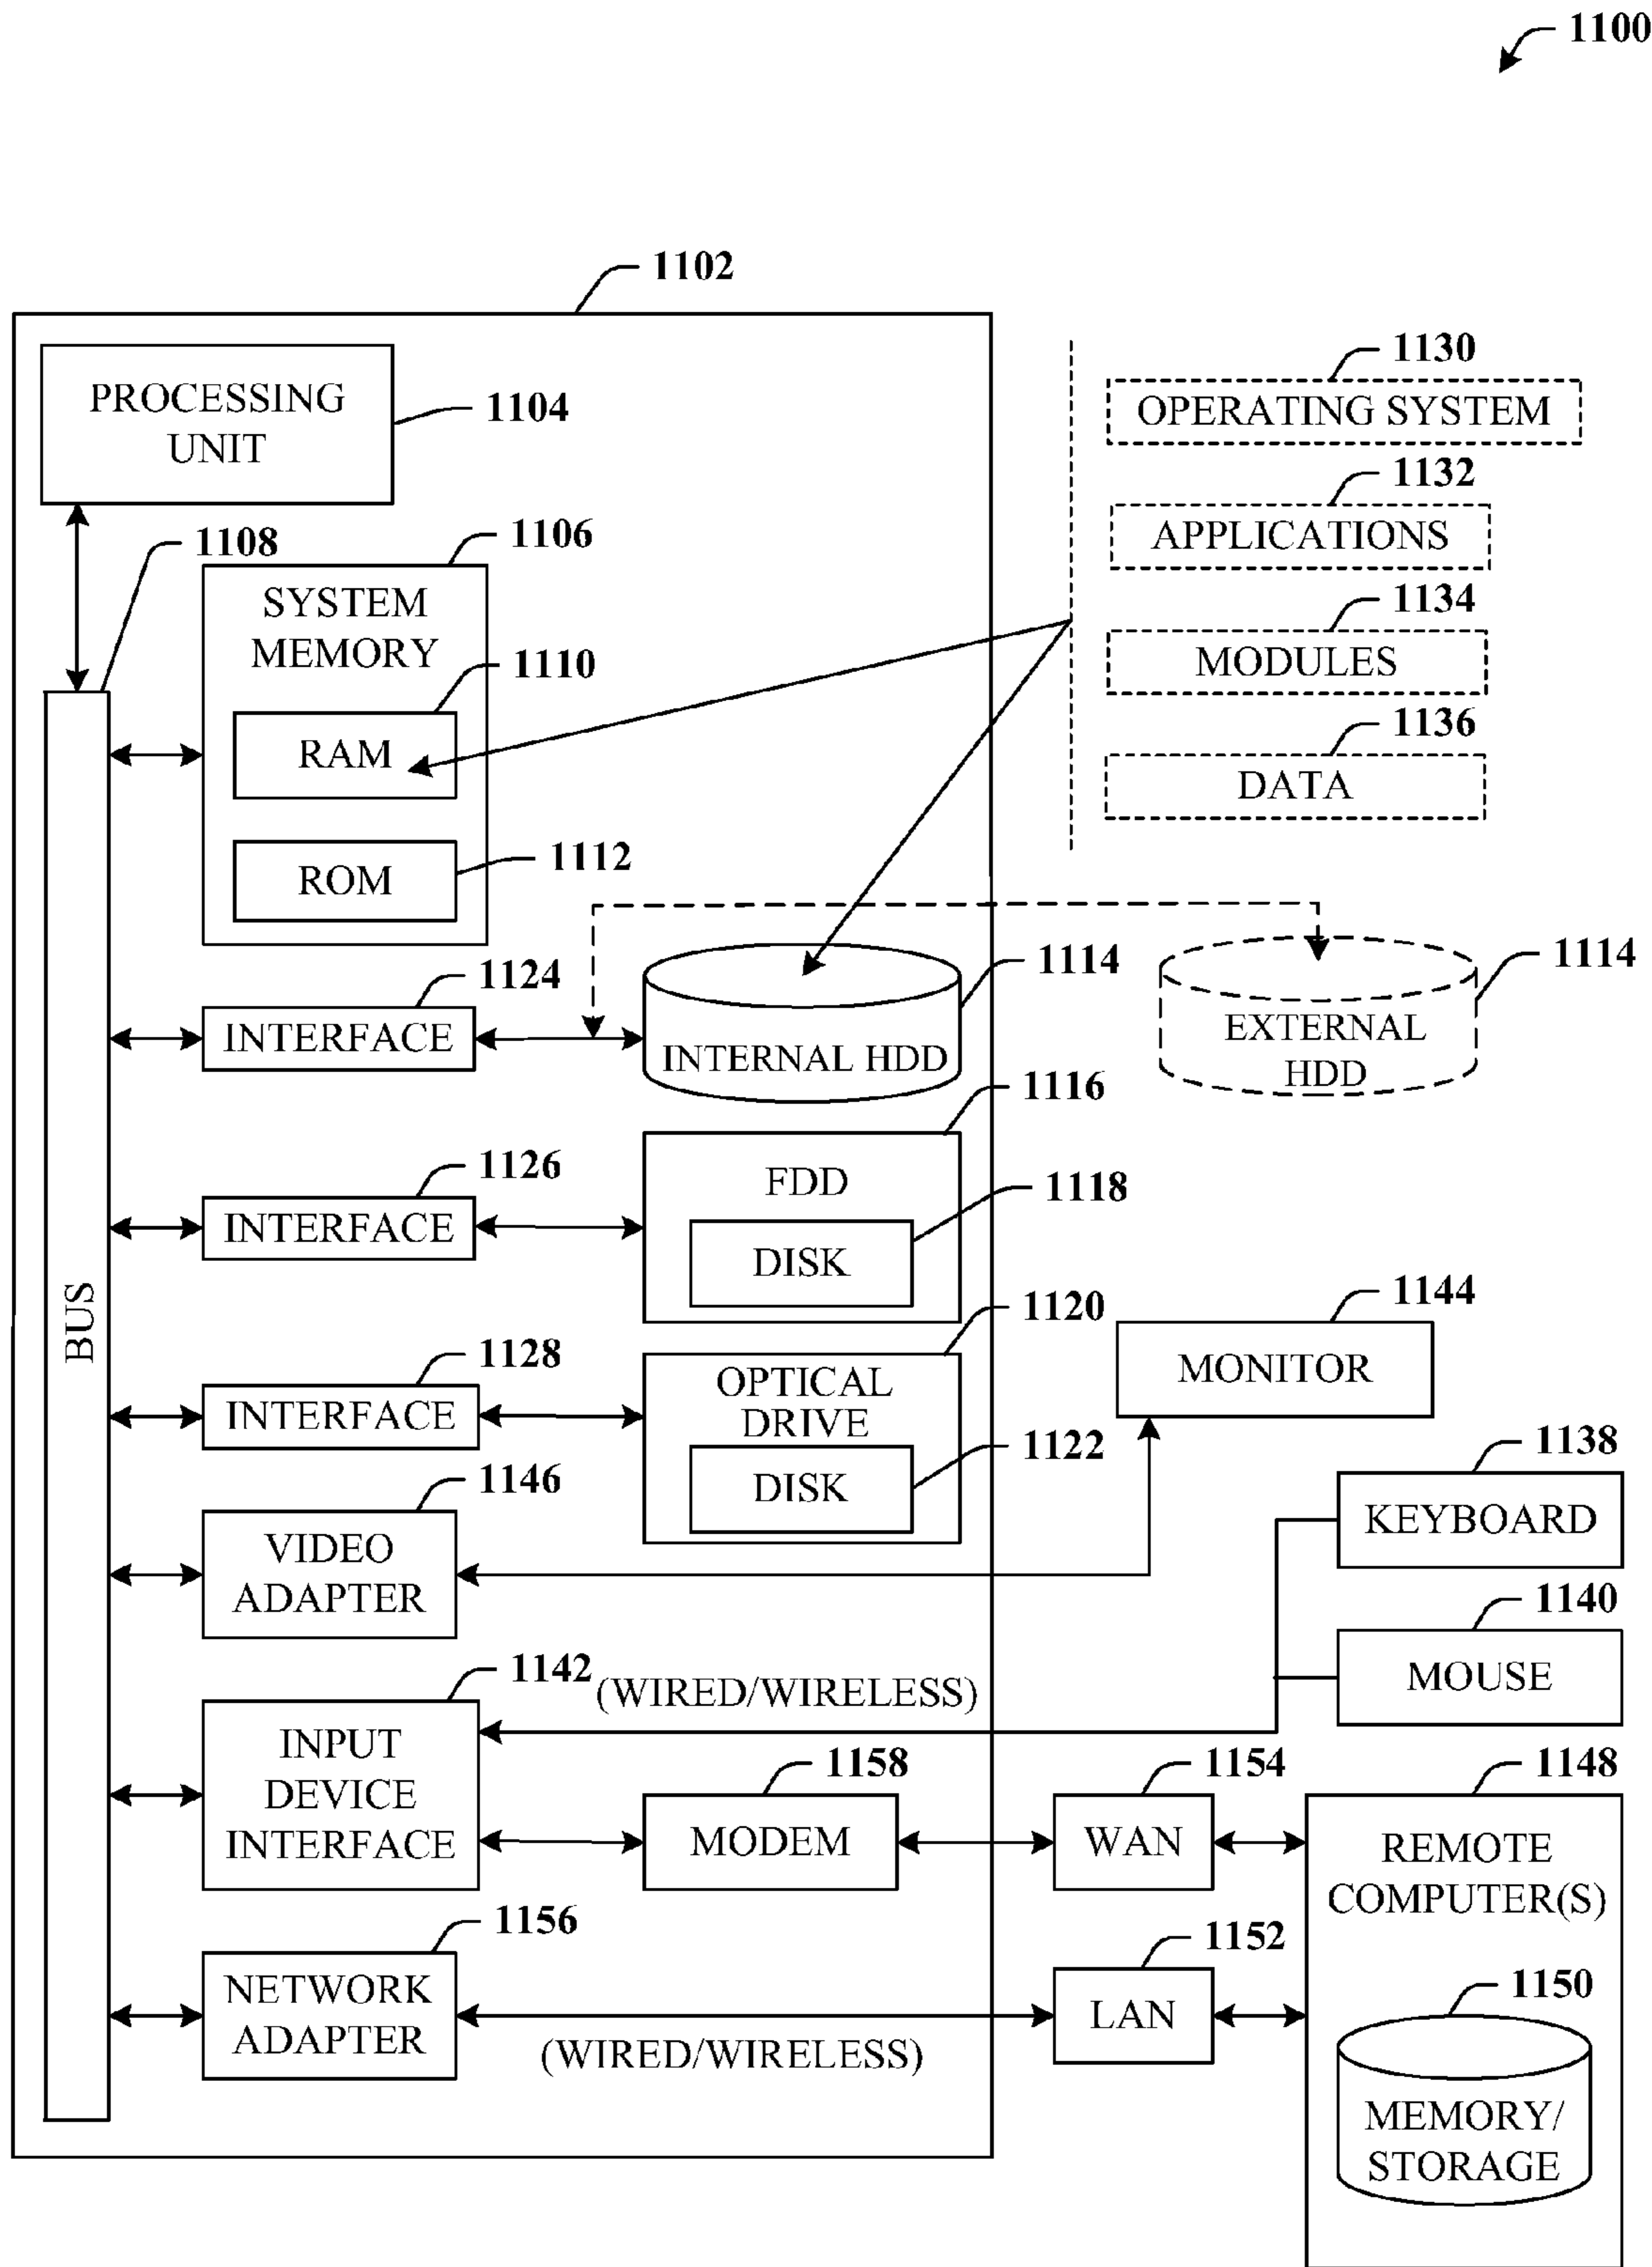 1100
1102
PROCESSING
UNIT
1104
1130
OPERATING SYSTEM
1132
APPLICATIONS
1134
MODULES
1136
DATA
1108
1106
SYSTEM
MEMORY
1110
RAM
1112
ROM
BUS
1124
INTERFACE
1114
INTERNAL HDD
1114
EXTERNAL
HDD
1126
INTERFACE
1116
FDD
1118
DISK
1128
INTERFACE
1120
OPTICAL
DRIVE
1122
DISK
1144
MONITOR
1146
VIDEO
ADAPTER
1138
KEYBOARD
1140
MOUSE
1142
(WIRED/WIRELESS)
INPUT
DEVICE
INTERFACE
1158
MODEM
1154
WAN
1148
REMOTE
COMPUTER(S)
1156
NETWORK
ADAPTER
(WIRED/WIRELESS)
1152
LAN
1150
MEMORY/
STORAGE